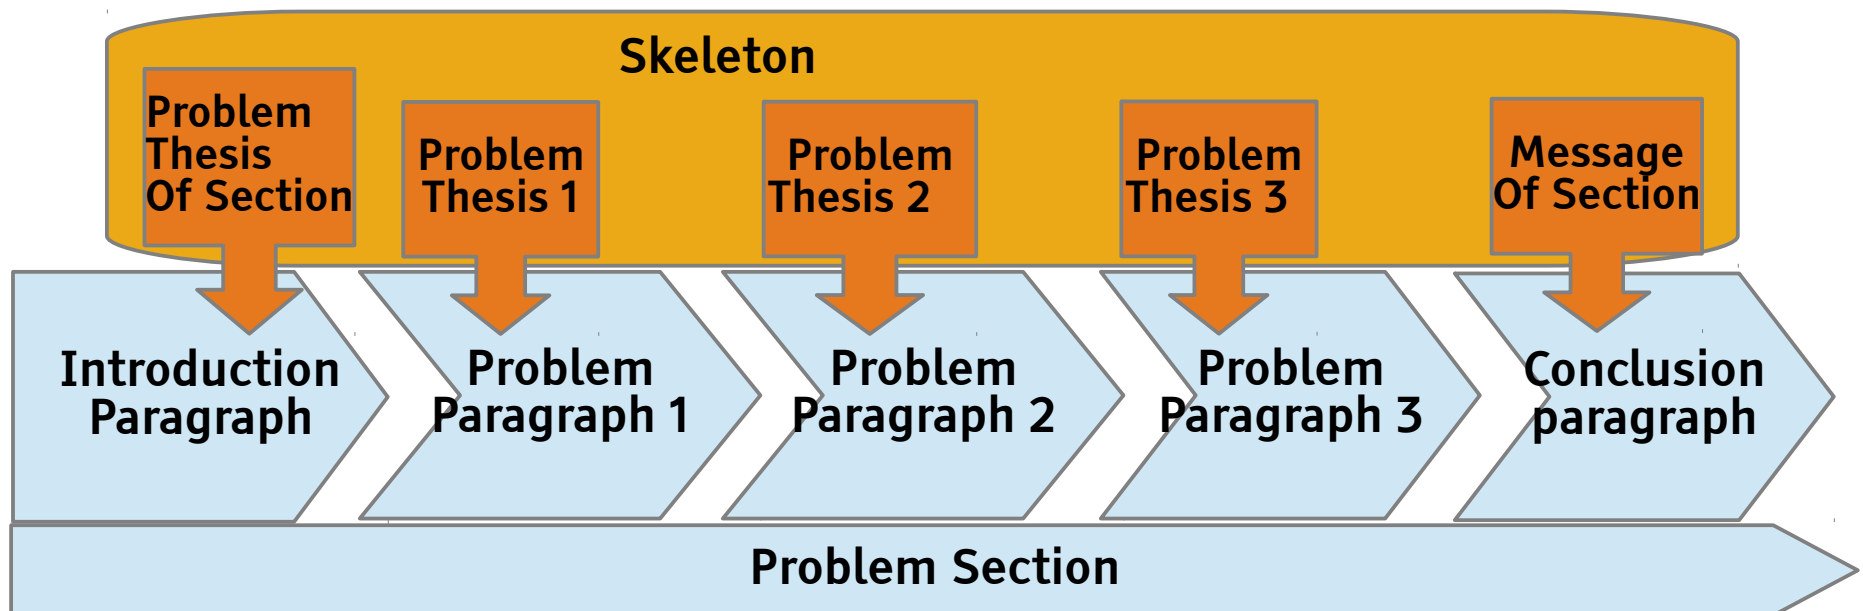 Skeleton
Problem
Thesis
Of Section
Problem
Thesis 1
Problem
Thesis 2
Problem
Thesis 3
Message
Of Section
Introduction
Paragraph
Problem
Paragraph 1
Problem
Paragraph 2
Problem
Paragraph 3
Conclusion
paragraph
Problem Section